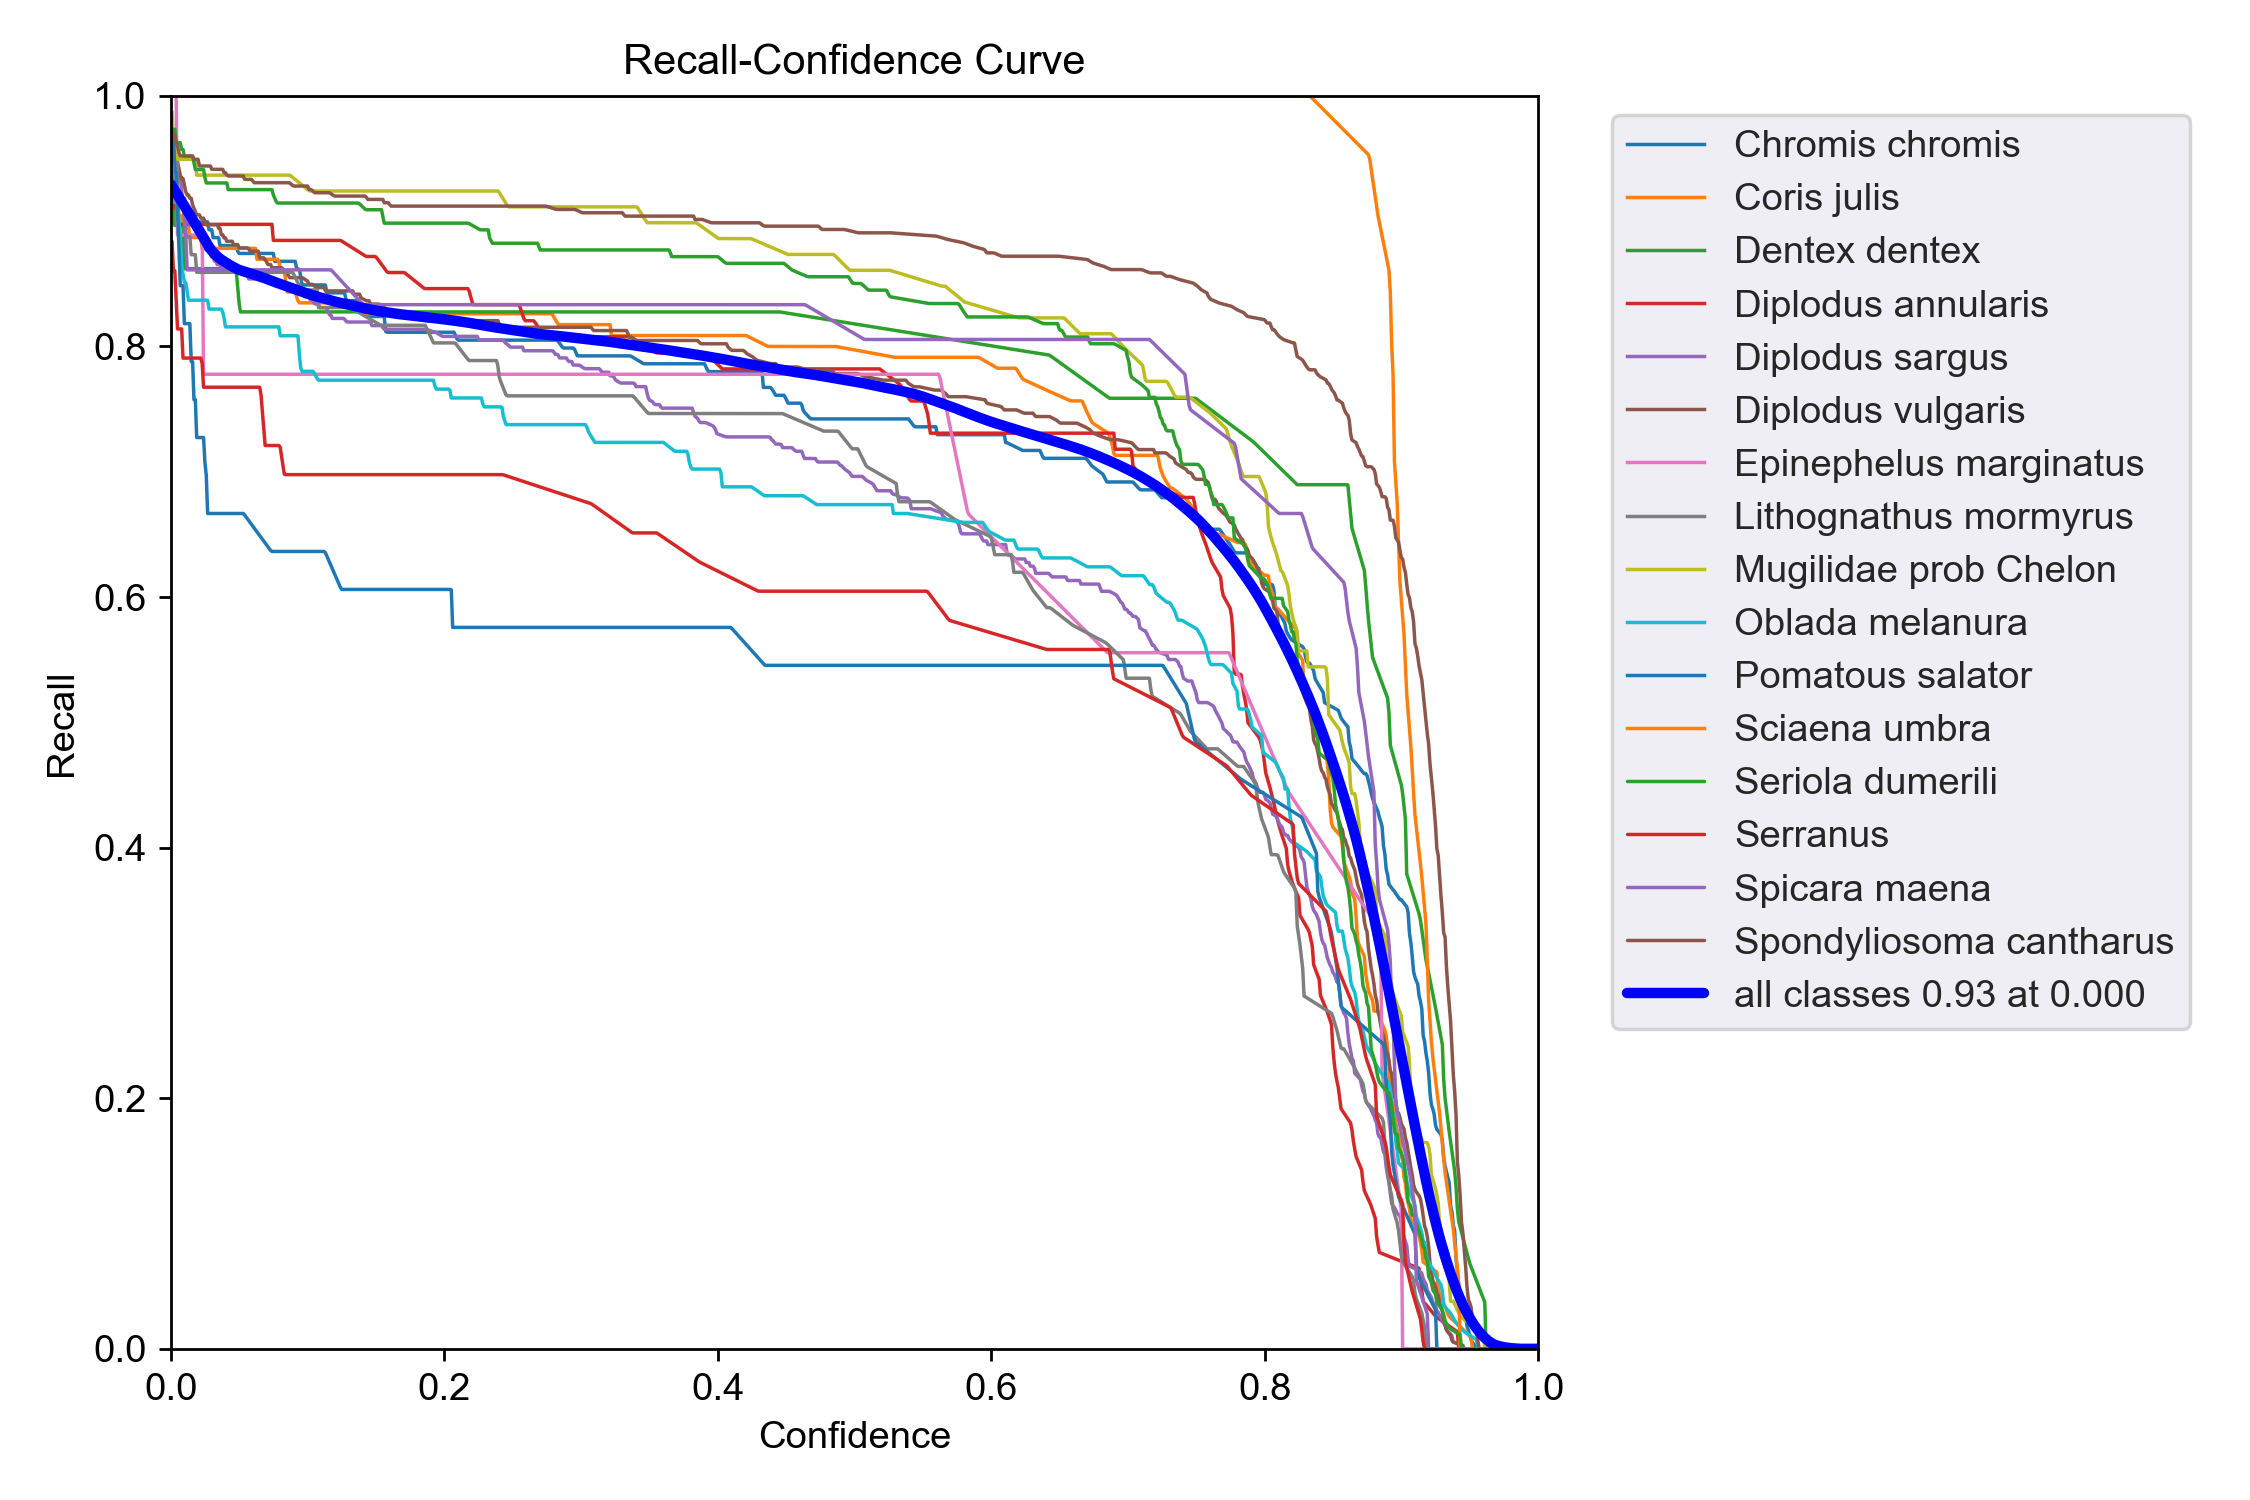 Recall-Confidence Curve
1.0
0.8
0.6
0.4
0.2
0.0
Recall
0.0 0.2 0.4 0.6 0.8 1.0
Confidence
Chromis chromis
Coris julis
Dentex dentex
Diplodus annularis
Diplodus sargus
Diplodus vulgaris
Epinephelus marginatus
Lithognathus mormyrus
Mugilidae prob Chelon
Oblada melanura
Pomatous salator
Sciaena umbra
Seriola dumerili
Serranus
Spicara maena
Spondyliosoma cantharus
all classes 0.93 at 0.000